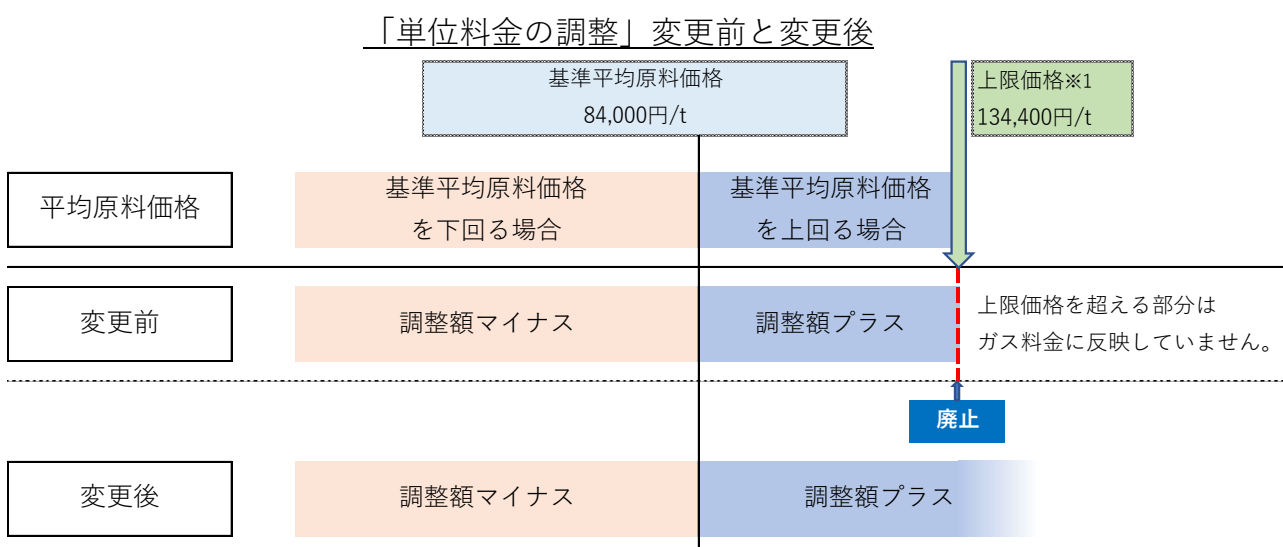 「単位料金の調整」変更前と変更後
基準平均原料価格
84,000円/t
上限価格※1
134,400円/t
平均原料価格
基準平均原料価格
を下回る場合
基準平均原料価格
を上回る場合
変更前
調整額マイナス
調整額プラス
上限価格を超える部分は
ガス料金に反映していません。
廃止
変更後
調整額マイナス
調整額プラス